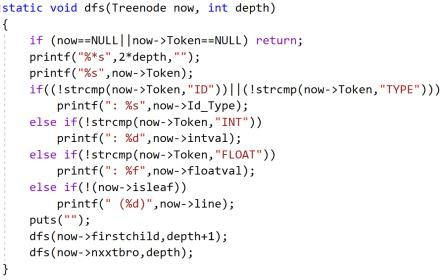 static void dfs(Treenode now, int depth)
{
    if (now==NULL||now->Token==NULL) return;
    printf("%*s",2*depth,"");
    printf("%s",now->Token);
    if((!strcmp(now->Token,"ID"))||(!strcmp(now->Token,"TYPE")))
        printf(": %s",now->Id_Type);
    else if(!strcmp(now->Token,"INT"))
        printf(": %d",now->intval);
    else if(!strcmp(now->Token,"FLOAT"))
        printf(": %f",now->floatval);
    else if(!(now->isleaf))
        printf(" (%d)",now->line);
    puts("");
    dfs(now->firstchild,depth+1);
    dfs(now->nxxtbro,depth);
}